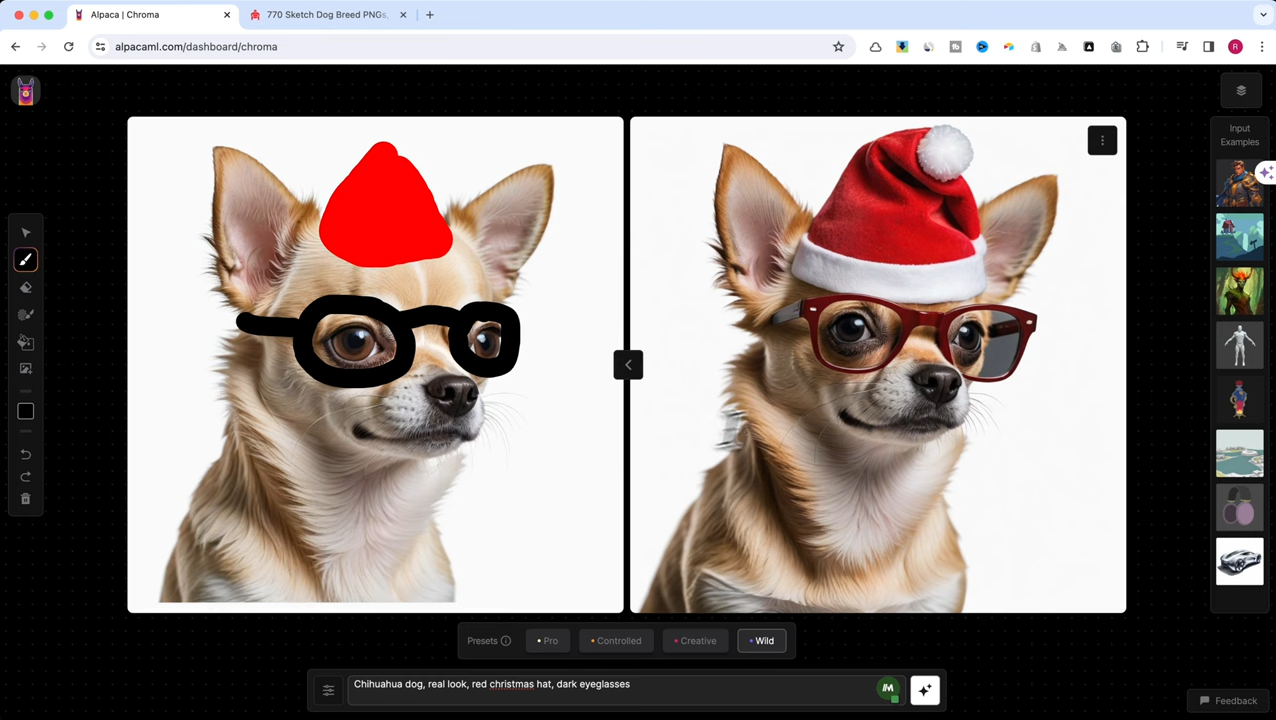 Alpaca | Chroma
770 Sketch Dog Breed PNGs,
alpacaml.com/dashboard/chroma
R
Input
Examples
Presets
Pro
Controlled
Creative
Wild
Chihuahua dog, real look, red christmas hat, dark eyeglasses
Feedback